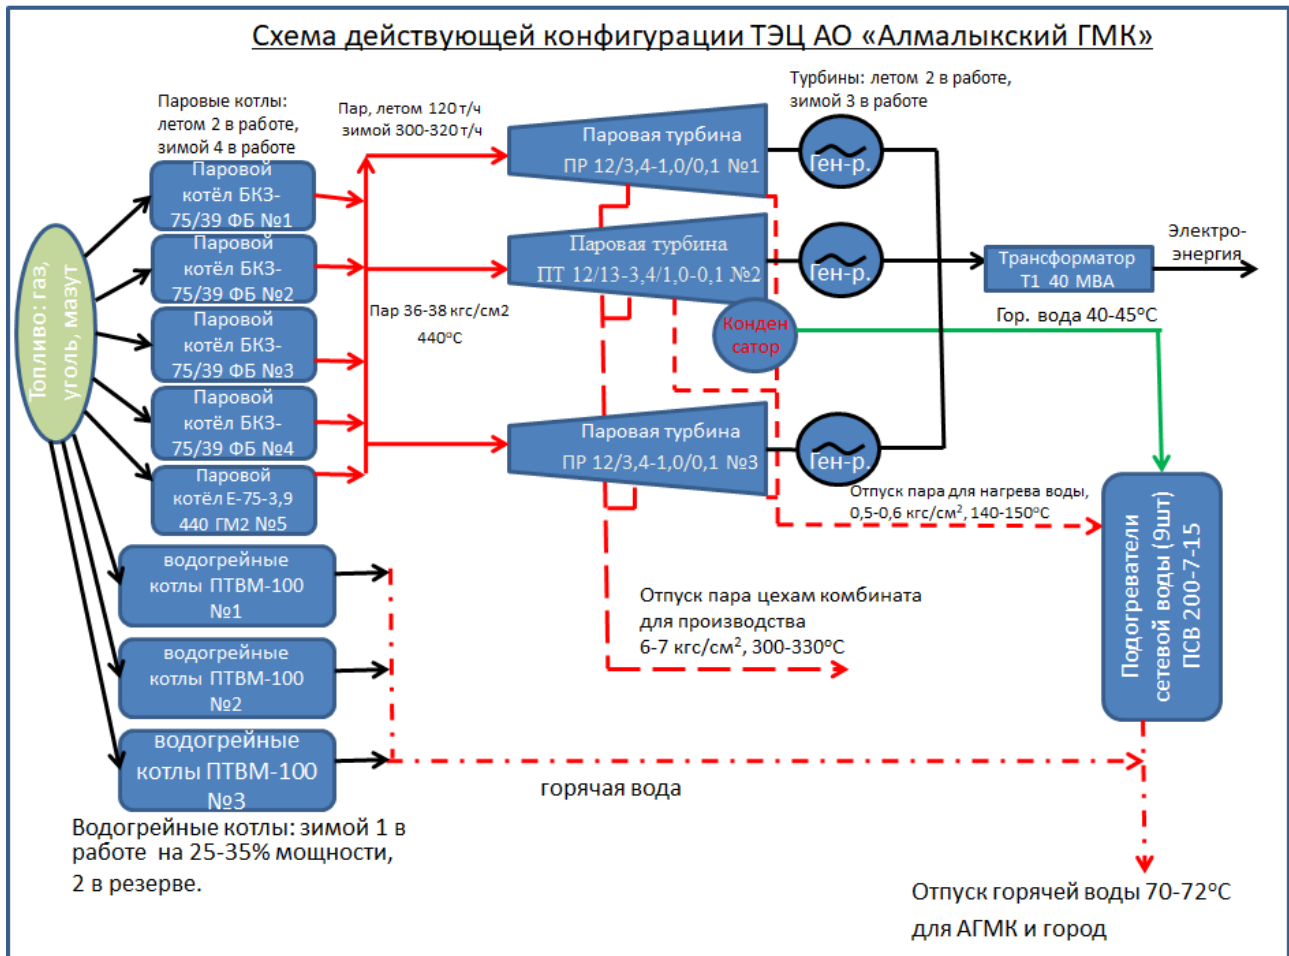 Схема действующей конфигурации ТЭЦ АО «Алмалыкский ГМК»
Паровые котлы:
летом 2 в работе,
зимой 4 в работе
Пар, летом 120 т/ч
зимой 300-320 т/ч
Турбины: летом 2 в работе,
зимой 3 в работе
Топливо: газ,
уголь, мазут
Паровой
котёл БКЗ-
75/39 ФБ №1
Паровой
котёл БКЗ-
75/39 ФБ №2
Паровой
котёл БКЗ-
75/39 ФБ №3
Паровой
котёл БКЗ-
75/39 ФБ №4
Паровой
котёл Е-75-3,9
440 ГМ2 №5
водогрейные
котлы ПТВМ-100
№1
водогрейные
котлы ПТВМ-100
№2
водогрейные
котлы ПТВМ-100
№3
Водогрейные котлы: зимой 1 в
работе на 25-35% мощности,
2 в резерве.
Пар 36-38 кгс/см2
440°С
Паровая турбина
ПР 12/3,4-1,0/0,1 №1
Ген-р.
Паровая турбина
ПТ 12/13-3,4/1,0-0,1 №2
Ген-р.
Конден
сатор
Паровая турбина
ПР 12/3,4-1,0/0,1 №3
Ген-р.
Трансформатор
Т1 40 МВА
Электро-
энергия
Гор. вода 40-45°С
Отпуск пара для нагрева воды,
0,5-0,6 кгс/см², 140-150°С
Подогреватели
сетевой воды (9шт)
ПСВ 200-7-15
Отпуск пара цехам комбината
для производства
6-7 кгс/см², 300-330°С
горячая вода
Отпуск горячей воды 70-72°С
для АГМК и город